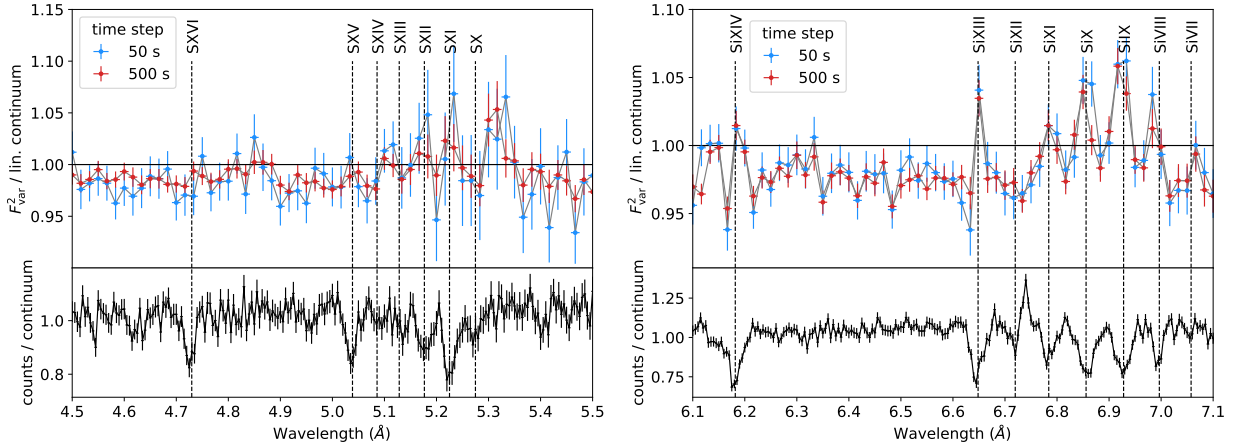 time step
50 s
500 s
SXVI
SXV
SXIV
SXIII
SXII
SXI
SX
1.15
1.10
1.05
1.00
0.95
F²var / lin. continuum
1.0
0.8
counts / continuum
4.5 4.6 4.7 4.8 4.9 5.0 5.1 5.2 5.3 5.4 5.5
Wavelength (Å)
time step
50 s
500 s
SiXIV
SiXIII
SiXII
SiXI
SiX
SiIX
SiVIII
SiVII
1.10
1.05
1.00
0.95
F²var / lin. continuum
1.25
1.00
0.75
counts / continuum
6.1 6.2 6.3 6.4 6.5 6.6 6.7 6.8 6.9 7.0 7.1
Wavelength (Å)